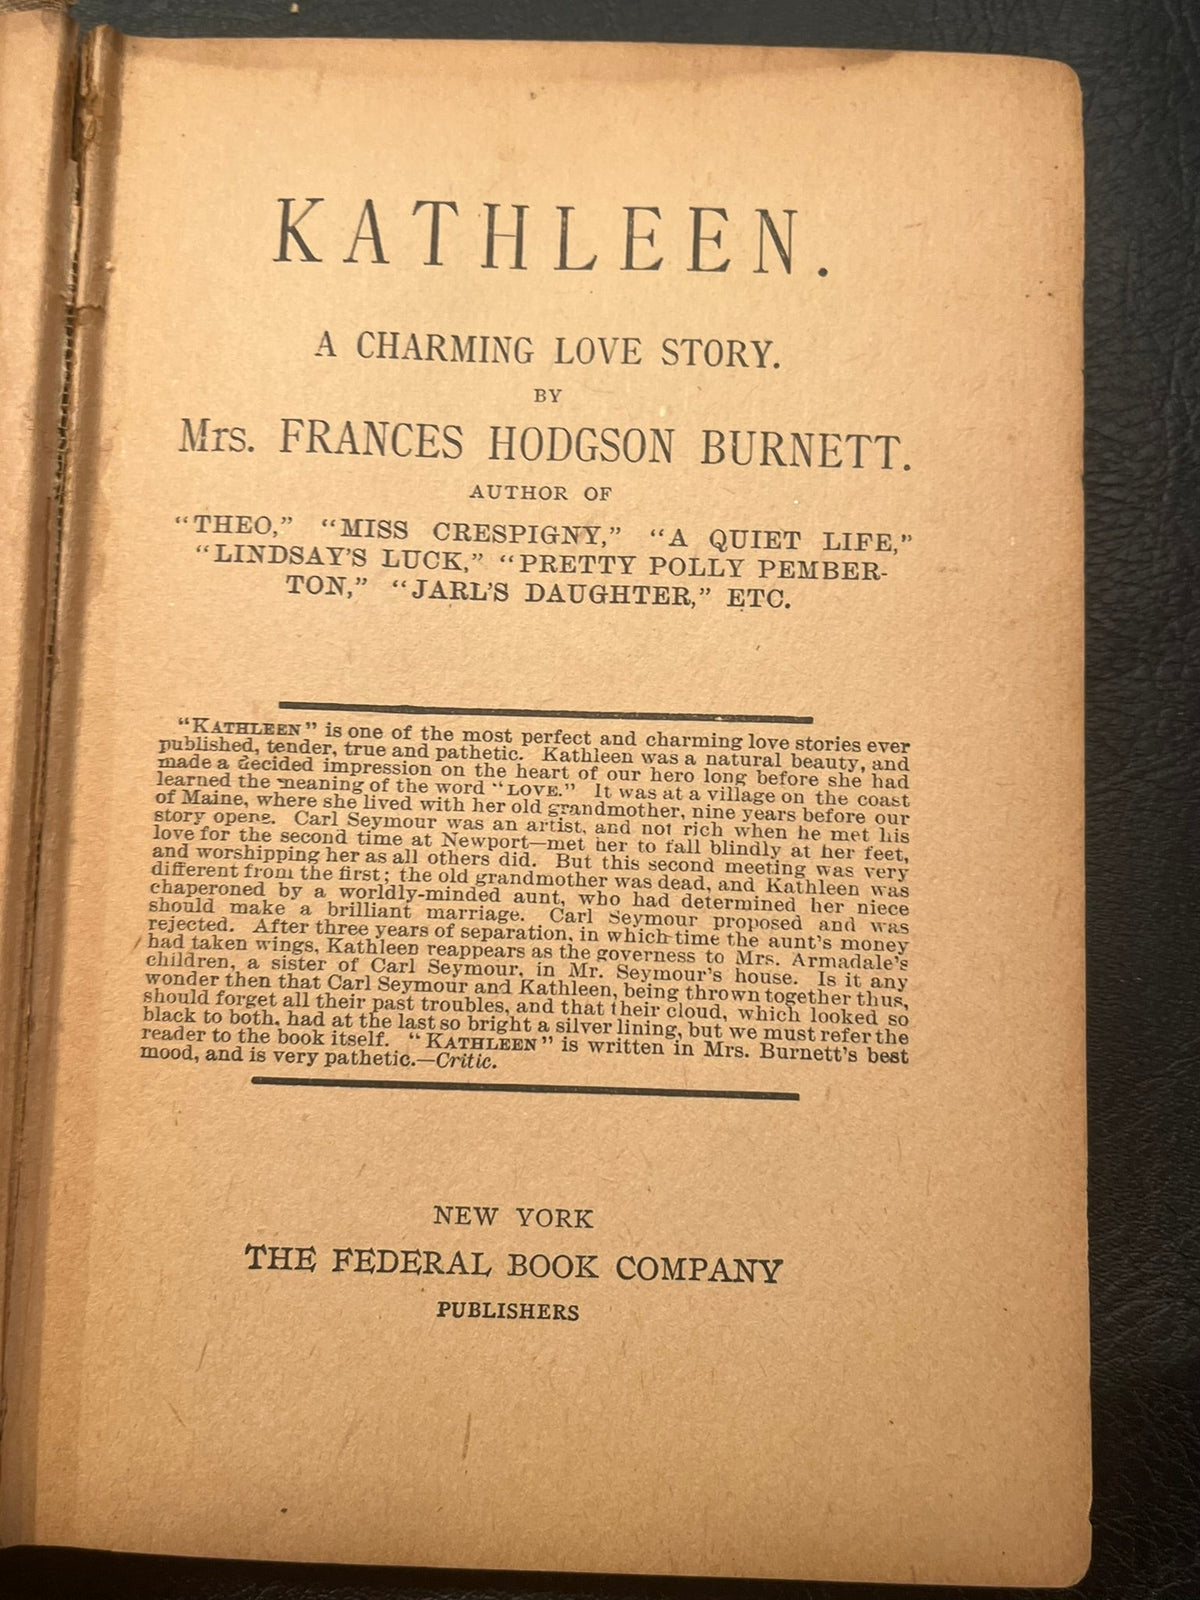 KATHLEEN.
A CHARMING LOVE STORY.
BY
Mrs. FRANCES HODGSON BURNETT.
AUTHOR OF
"THEO," "MISS CRESPIGNY," "A QUIET LIFE,"
"LINDSAY'S LUCK," "PRETTY POLLY PEMBER-
TON," "JARL'S DAUGHTER," ETC.
"KATHLEEN" is one of the most perfect and charming love stories ever
published, tender, true and pathetic. Kathleen was a natural beauty, and
made a decided impression on the heart of our hero long before she had
learned the meaning of the word "LOVE." It was at a village on the coast
of Maine, where she lived with her old grandmother, nine years before our
story opens. Carl Seymour was an artist, and not rich when he met his
love for the second time at Newport—met her to fall blindly at her feet,
and worshipping her as all others did. But this second meeting was very
different from the first; the old grandmother was dead, and Kathleen was
chaperoned by a worldly-minded aunt, who had determined her niece
should make a brilliant marriage. Carl Seymour proposed and was
rejected. After three years of separation, in which time the aunt's money
had taken wings, Kathleen reappears as the governess to Mrs. Armadale's
children, a sister of Carl Seymour, in Mr. Seymour's house. Is it any
wonder then that Carl Seymour and Kathleen, being thrown together thus,
should forget all their past troubles, and that their cloud, which looked so
black to both, had at the last so bright a silver lining, but we must refer the
reader to the book itself. "KATHLEEN" is written in Mrs. Burnett's best
mood, and is very pathetic.—Critic.
NEW YORK
THE FEDERAL BOOK COMPANY
PUBLISHERS